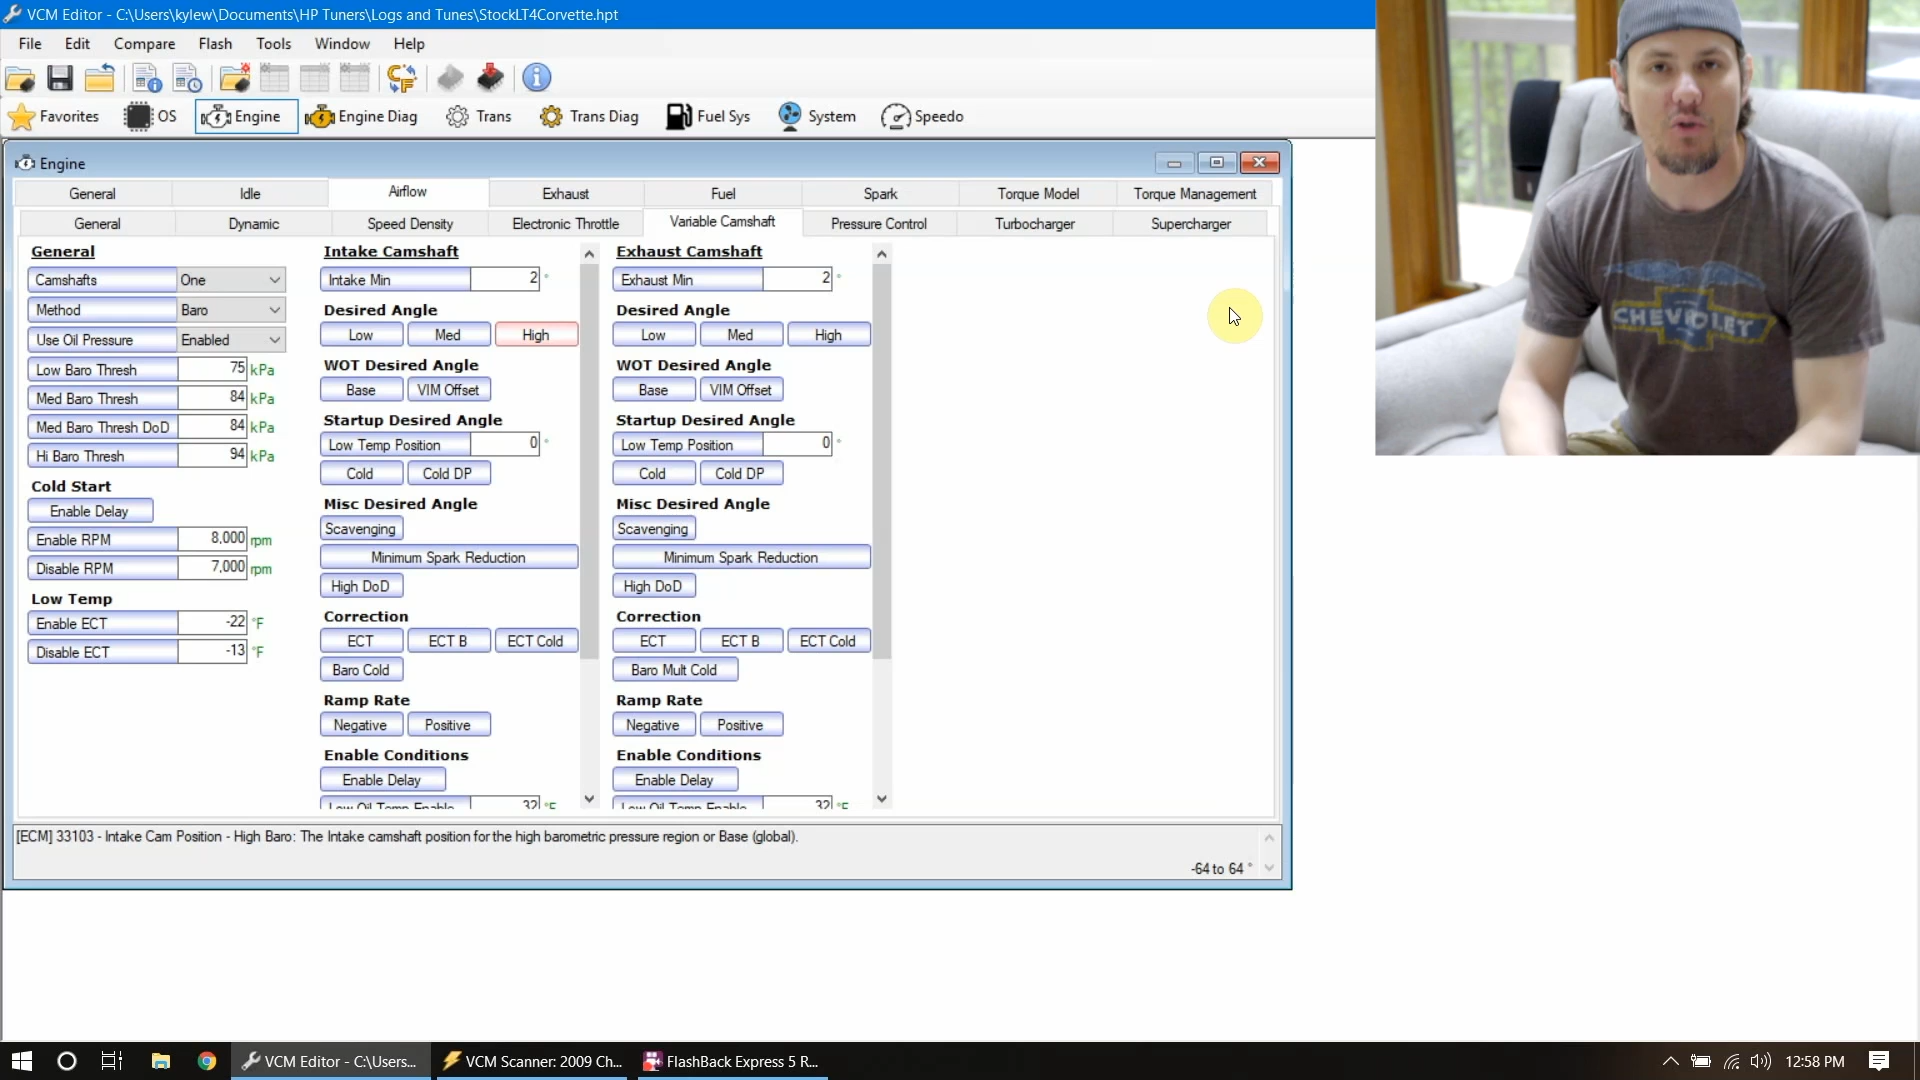 VCM Editor - C:\Users\kylew\Documents\HP Tuners\Logs and Tunes\StockLT4Corvette.hpt
File Edit Compare Flash Tools Window Help
Favorites OS Engine Engine Diag Trans Trans Diag Fuel Sys System Speedo
Engine
General Idle Airflow Exhaust Fuel Spark Torque Model Torque Management
General Dynamic Speed Density Electronic Throttle Variable Camshaft Pressure Control Turbocharger Supercharger
General
Camshafts One
Method Baro
Use Oil Pressure Enabled
Low Baro Thresh 75 kPa
Med Baro Thresh 84 kPa
Med Baro Thresh DoD 84 kPa
Hi Baro Thresh 94 kPa
Cold Start
Enable Delay
Enable RPM 8,000 rpm
Disable RPM 7,000 rpm
Low Temp
Enable ECT -22 °F
Disable ECT -13 °F
Intake Camshaft
Intake Min 2 °
Desired Angle
Low Med High
WOT Desired Angle
Base VIM Offset
Startup Desired Angle
Low Temp Position 0 °
Cold Cold DP
Misc Desired Angle
Scavenging
Minimum Spark Reduction
High DoD
Correction
ECT ECT B ECT Cold
Baro Cold
Ramp Rate
Negative Positive
Enable Conditions
Enable Delay
Low Oil Temp Enable 32 °F
Exhaust Camshaft
Exhaust Min 2 °
Desired Angle
Low Med High
WOT Desired Angle
Base VIM Offset
Startup Desired Angle
Low Temp Position 0 °
Cold Cold DP
Misc Desired Angle
Scavenging
Minimum Spark Reduction
High DoD
Correction
ECT ECT B ECT Cold
Baro Mult Cold
Ramp Rate
Negative Positive
Enable Conditions
Enable Delay
Low Oil Temp Enable 32 °F
[ECM] 33103 - Intake Cam Position - High Baro: The Intake camshaft position for the high barometric pressure region or Base (global).
-64 to 64 °
CHEVROLET
VCM Editor - C:\Users... VCM Scanner: 2009 Ch... FlashBack Express 5 R... 12:58 PM